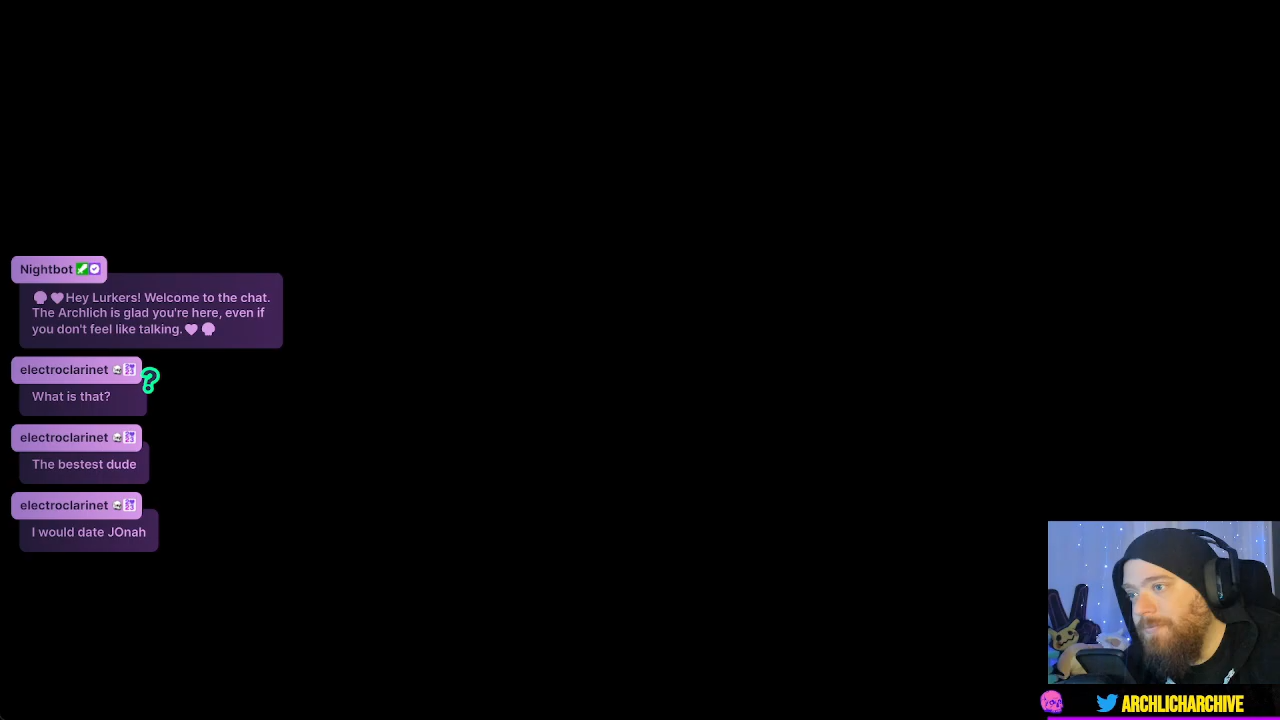 Nightbot
Hey Lurkers! Welcome to the chat.
The Archlich is glad you're here, even if
you don't feel like talking.
electroclarinet
What is that?
electroclarinet
The bestest dude
electroclarinet
I would date JOnah
ARCHLICHARCHIVE